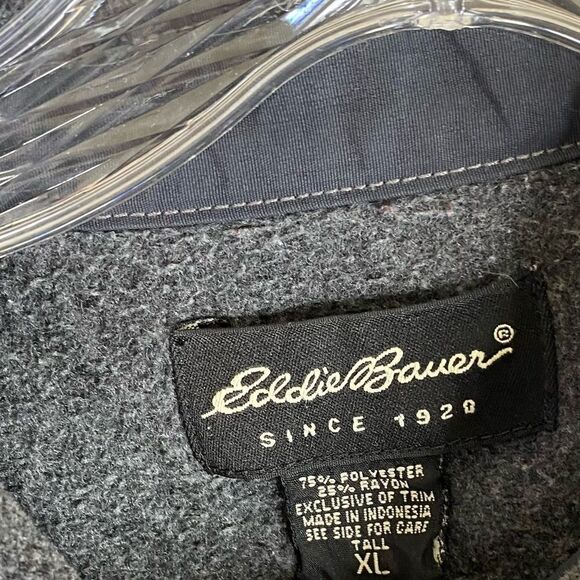 Eddie Bauer ®
SINCE 1920
75% POLYESTER
25% RAYON
EXCLUSIVE OF TRIM
MADE IN INDONESIA
SEE SIDE FOR CARE
TALL
XL